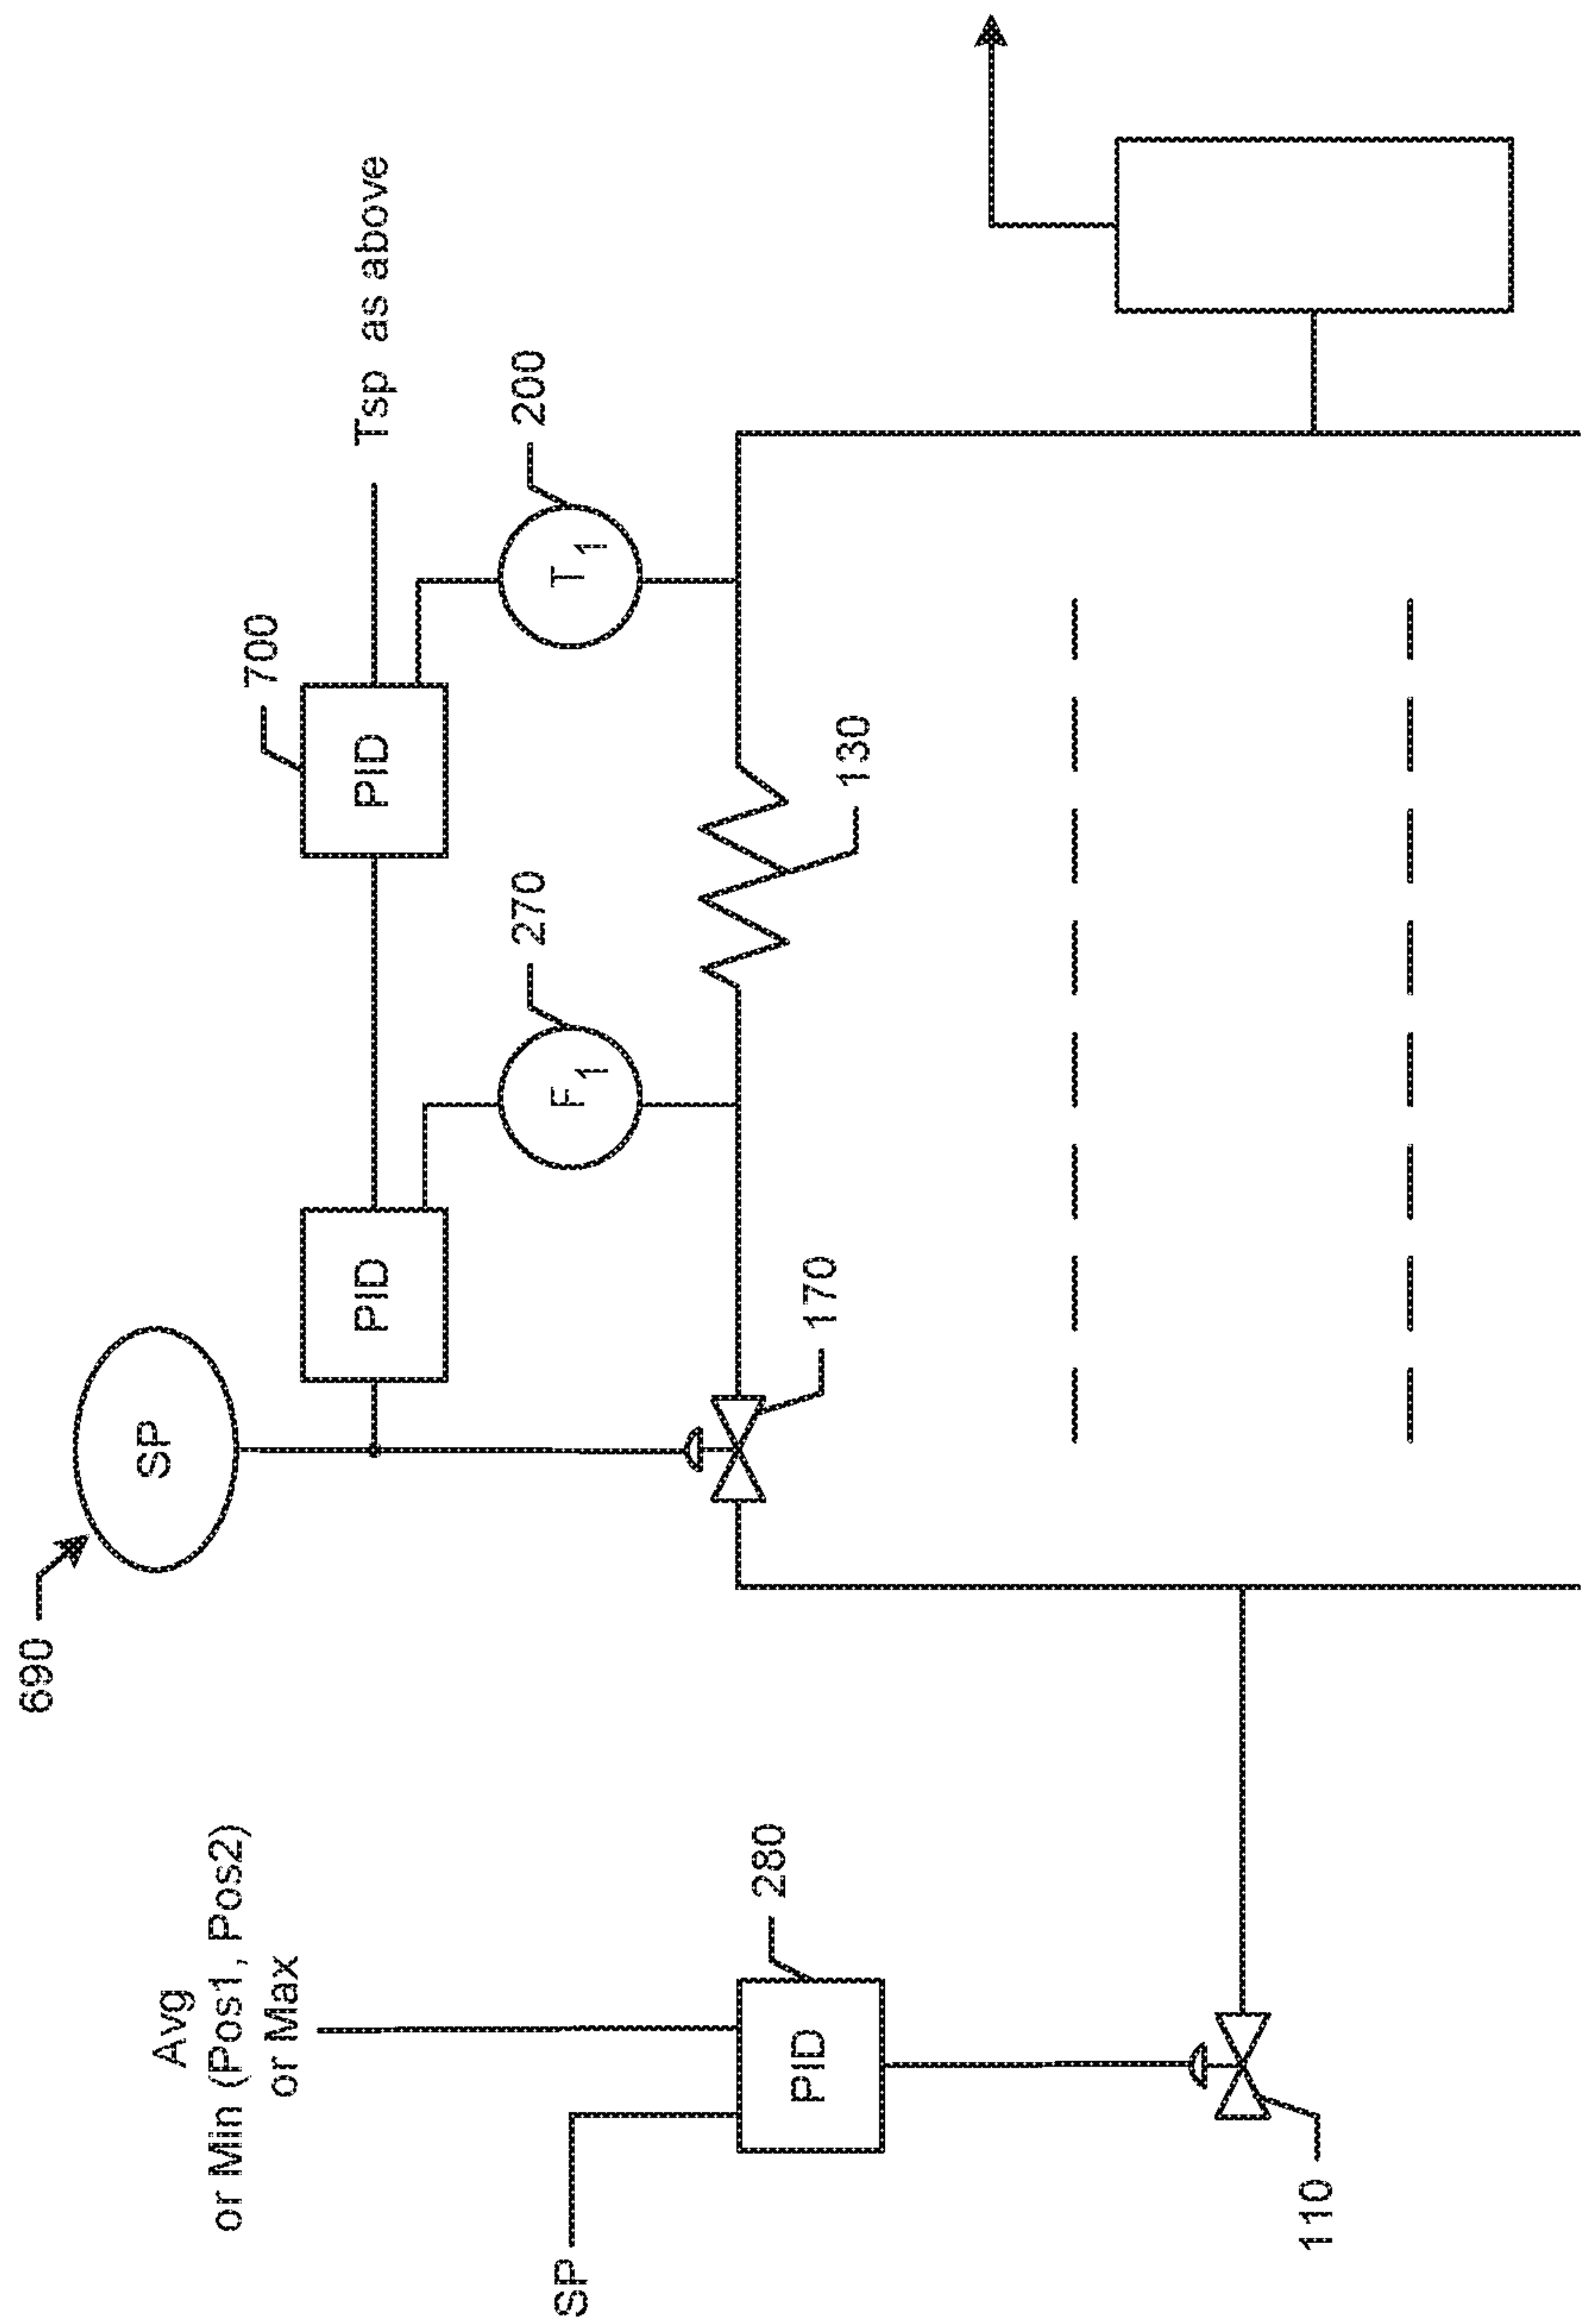 690
SP
Avg
or Min (Pos1, Pos2)
or Max
PID
PID
700
Tsp as above
F1
270
T1
200
SP
PID
280
170
130
110